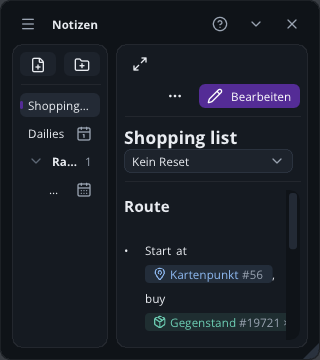 Notizen
Shopping...
Dailies
Ra... 1
...
Bearbeiten
Shopping list
Kein Reset
Route
• Start at
Kartenpunkt #56 ,
buy
Gegenstand #19721